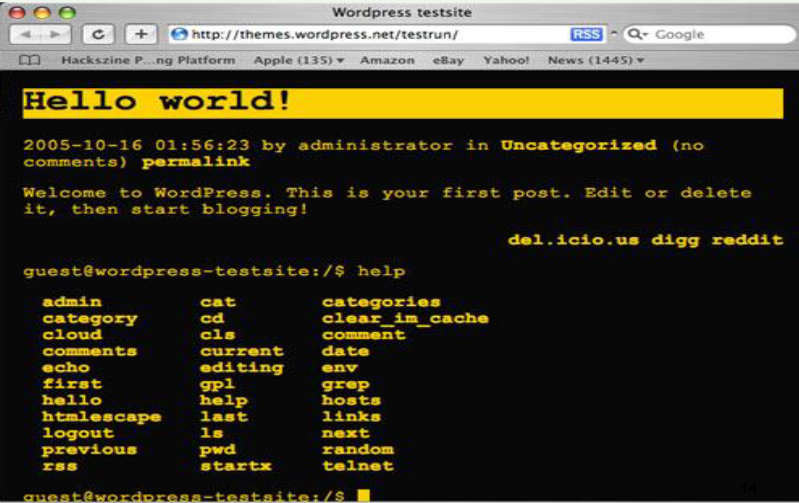 Wordpress testsite
http://themes.wordpress.net/testrun/ RSS Google
Hackszine P...ng Platform Apple (135) Amazon eBay Yahoo! News (1445)
Hello world!
2005-10-16 01:56:23 by administrator in Uncategorized (no
comments) permalink
Welcome to WordPress. This is your first post. Edit or delete
it, then start blogging!
del.icio.us digg reddit
guest@wordpress-testsite:/$ help
admin cat categories
category cd clear_im_cache
cloud cls comment
comments current date
echo editing env
first gpl grep
hello help hosts
htmlescape last links
logout ls next
previous pwd random
rss startx telnet
guest@wordpress-testsite:/$